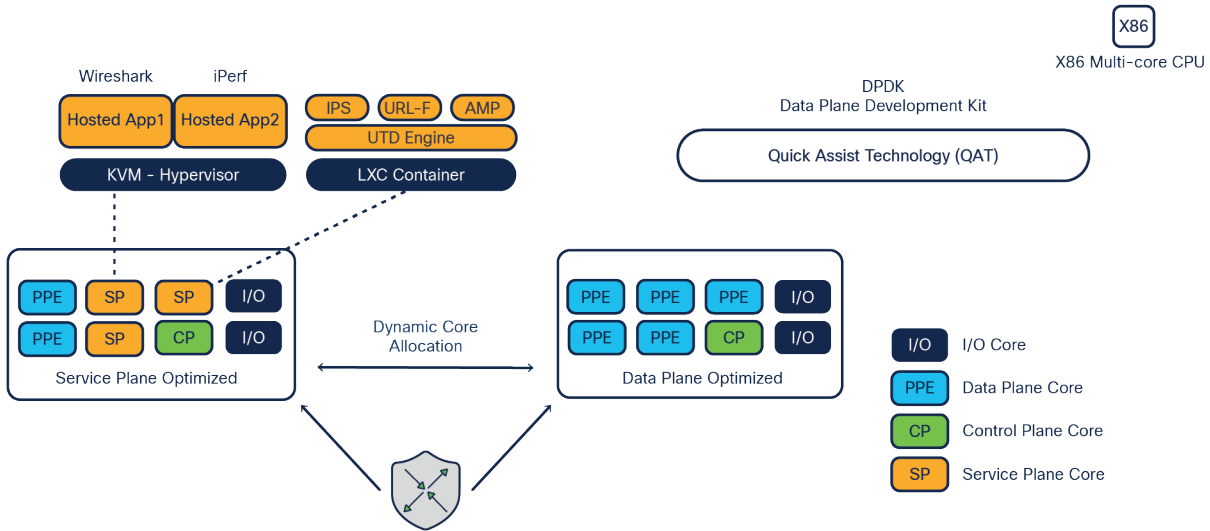 X86
X86 Multi-core CPU
Wireshark
iPerf
Hosted App1
Hosted App2
IPS
URL-F
AMP
UTD Engine
KVM - Hypervisor
LXC Container
DPDK
Data Plane Development Kit
Quick Assist Technology (QAT)
PPE
SP
SP
I/O
PPE
SP
CP
I/O
Service Plane Optimized
Dynamic Core
Allocation
PPE
PPE
PPE
I/O
PPE
PPE
CP
I/O
Data Plane Optimized
I/O
I/O Core
PPE
Data Plane Core
CP
Control Plane Core
SP
Service Plane Core